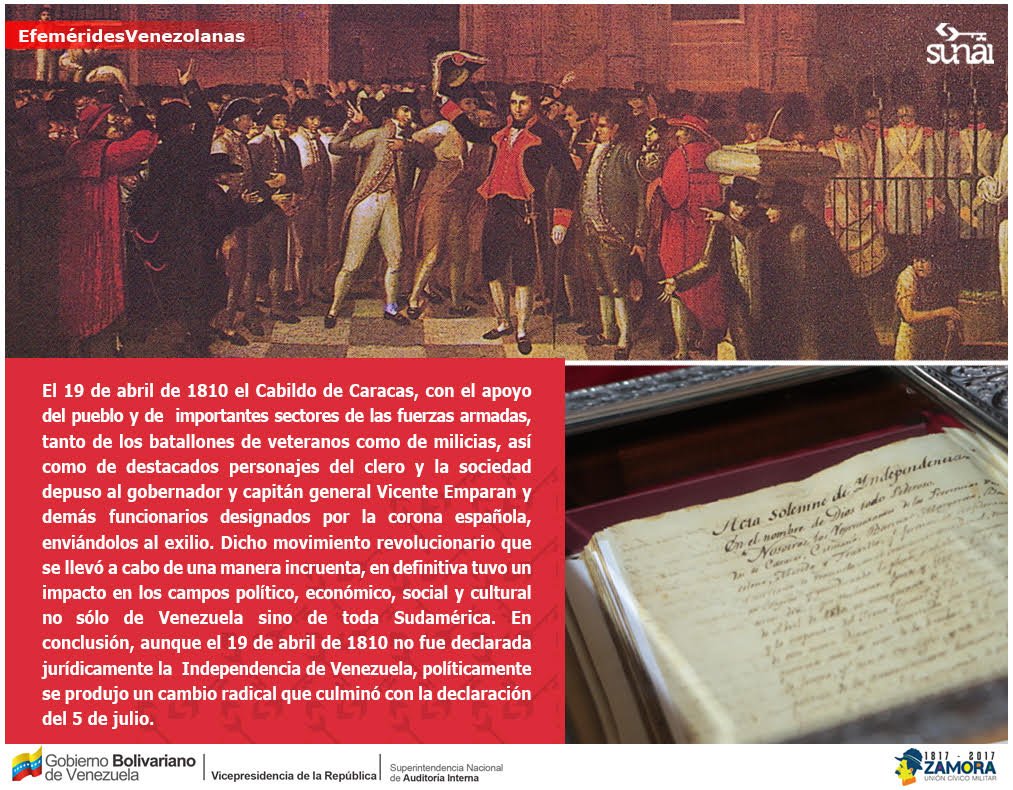 EfeméridesVenezolanas
sunai
El 19 de abril de 1810 el Cabildo de Caracas, con el apoyo
del pueblo y de importantes sectores de las fuerzas armadas,
tanto de los batallones de veteranos como de milicias, así
como de destacados personajes del clero y la sociedad
depuso al gobernador y capitán general Vicente Emparan y
demás funcionarios designados por la corona española,
enviándolos al exilio. Dicho movimiento revolucionario que
se llevó a cabo de una manera incruenta, en definitiva tuvo un
impacto en los campos político, económico, social y cultural
no sólo de Venezuela sino de toda Sudamérica. En
conclusión, aunque el 19 de abril de 1810 no fue declarada
jurídicamente la Independencia de Venezuela, políticamente
se produjo un cambio radical que culminó con la declaración
del 5 de julio.
Acta Solemne de Independencia
En el nombre de Dios todo Poderoso.
Gobierno Bolivariano
de Venezuela
Vicepresidencia de la República
Superintendencia Nacional
de Auditoría Interna
1817 - 2017
ZAMORA
UNIÓN CÍVICO MILITAR